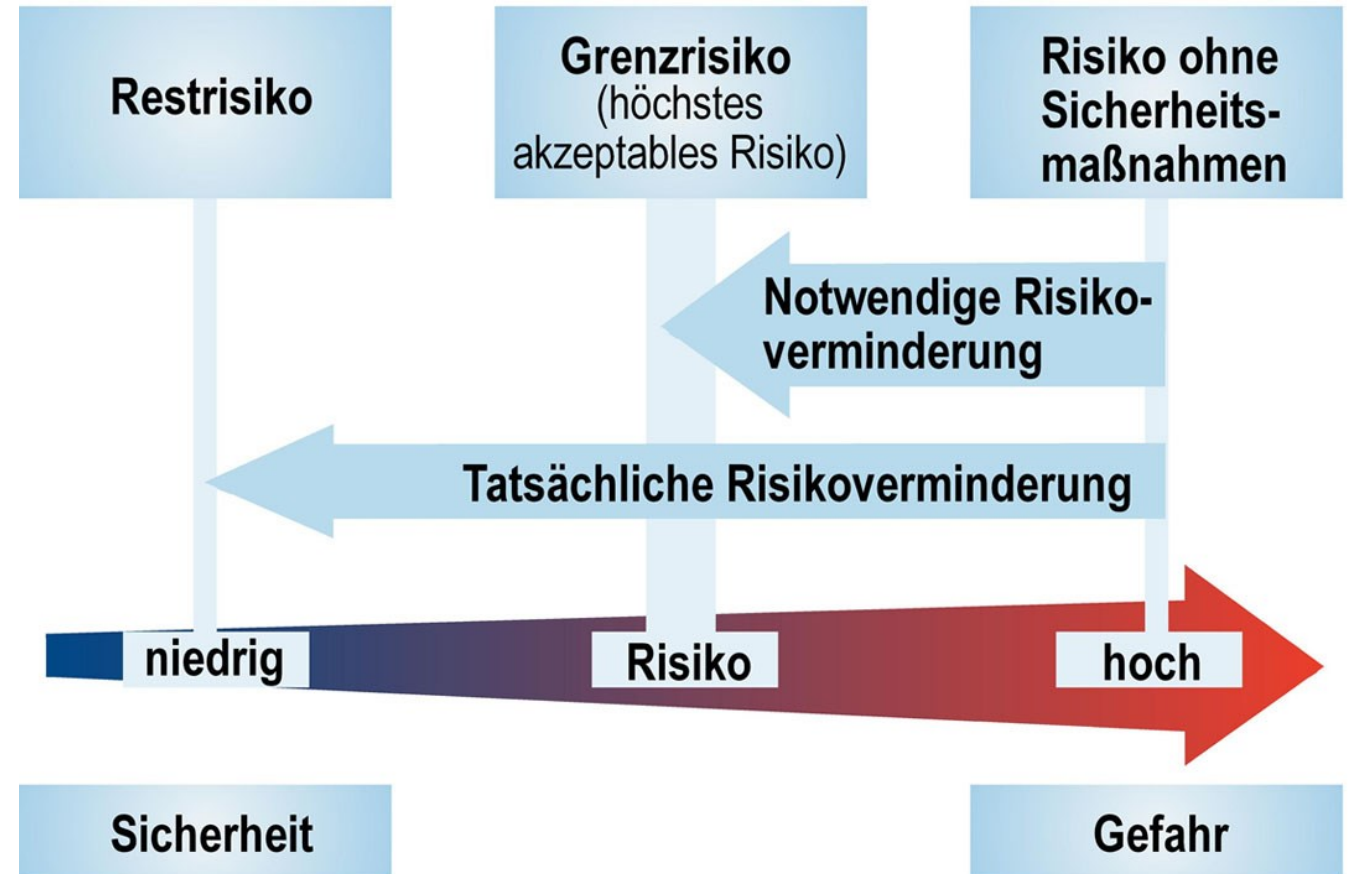 Restrisiko
Grenzrisiko
(höchstes
akzeptables Risiko)
Risiko ohne
Sicherheits-
maßnahmen
Notwendige Risiko-
verminderung
Tatsächliche Risikoverminderung
niedrig
Risiko
hoch
Sicherheit
Gefahr